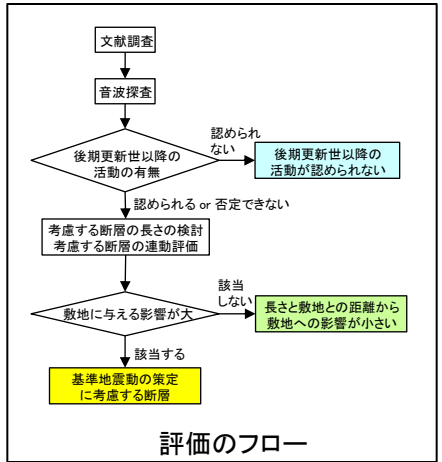 文献調査
音波探査
後期更新世以降の
活動の有無
認められ
ない
後期更新世以降の
活動が認められない
認められる or 否定できない
考慮する断層の長さの検討
考慮する断層の連動評価
敷地に与える影響が大
該当
しない
長さと敷地との距離から
敷地への影響が小さい
該当する
基準地震動の策定
に考慮する断層
評価のフロー